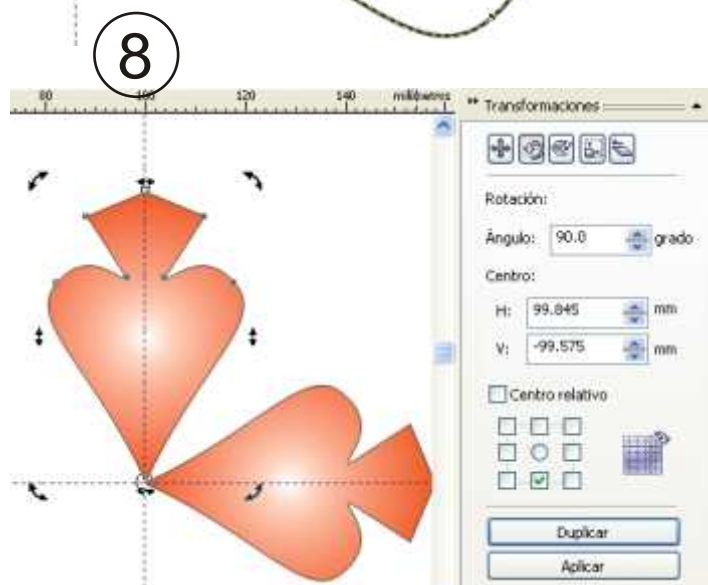 8
80 100 120 140 milímetros
Transformaciones
Rotación:
Ángulo: 90.0 grado
Centro:
H: 99.845 mm
V: -99.575 mm
Centro relativo
Duplicar
Aplicar